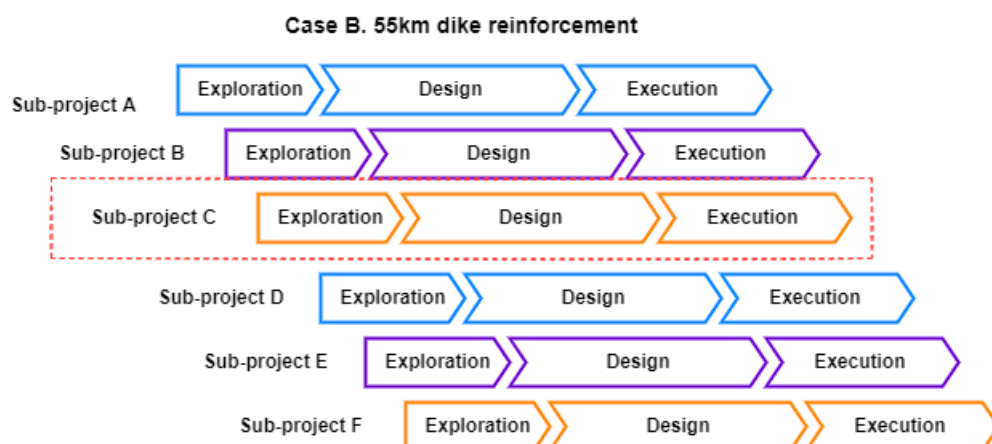 Case B. 55km dike reinforcement
Sub-project A Exploration Design Execution
Sub-project B Exploration Design Execution
Sub-project C Exploration Design Execution
Sub-project D Exploration Design Execution
Sub-project E Exploration Design Execution
Sub-project F Exploration Design Execution